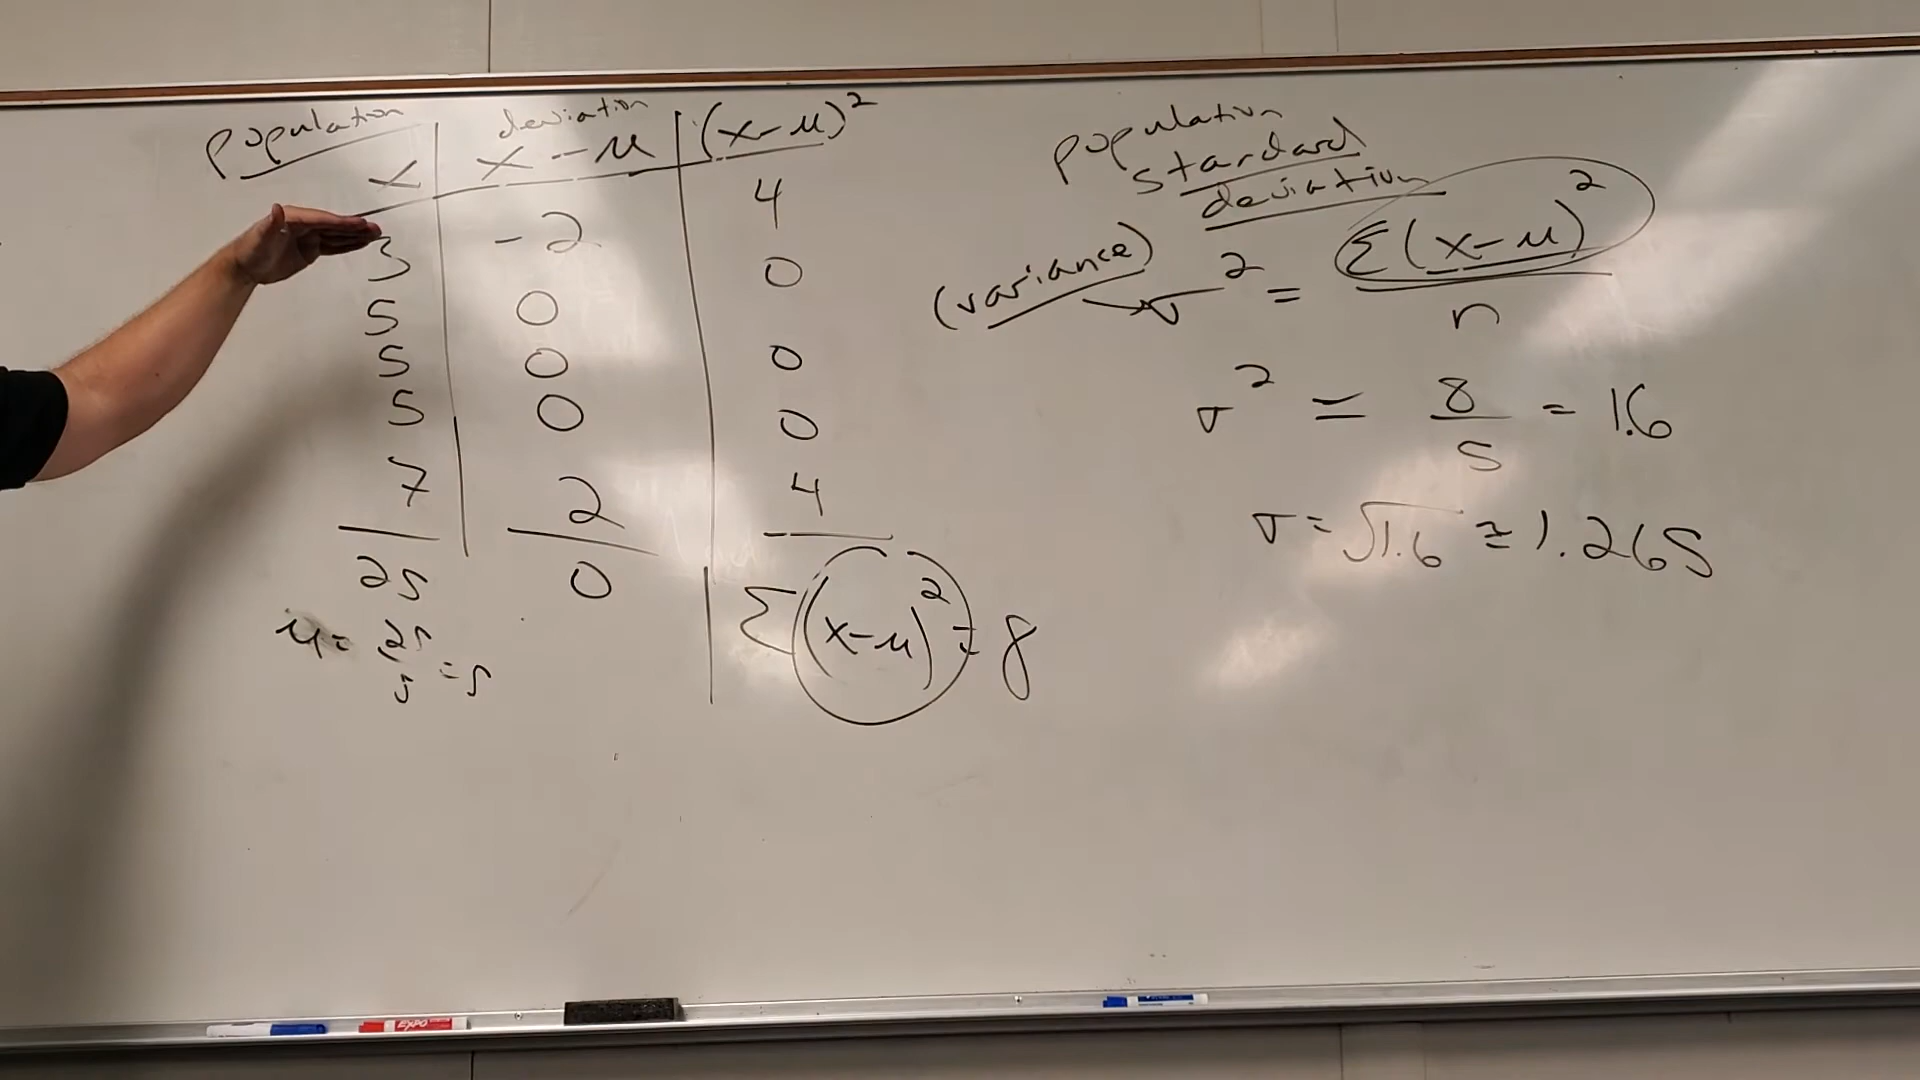 population deviation
x x-μ (x-μ)²
3 -2 4
5 0 0
5 0 0
5 0 0
7 2 4
25 0 Σ(x-μ)² = 8
μ = 25/5 = 5
population
standard
deviation
(variance) → σ² = Σ(x-μ)²/n
σ² = 8/5 = 1.6
σ = √1.6 ≈ 1.265
EXPO